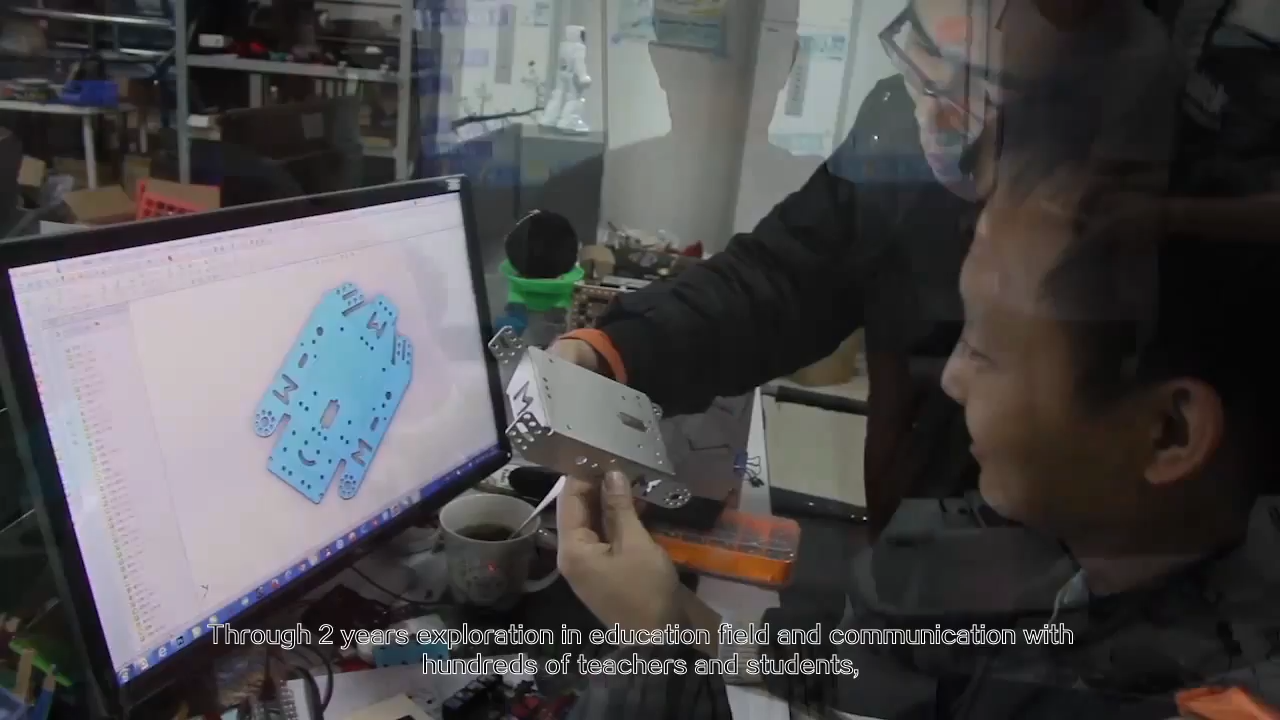 Through 2 years exploration in education field and communication with
hundreds of teachers and students,